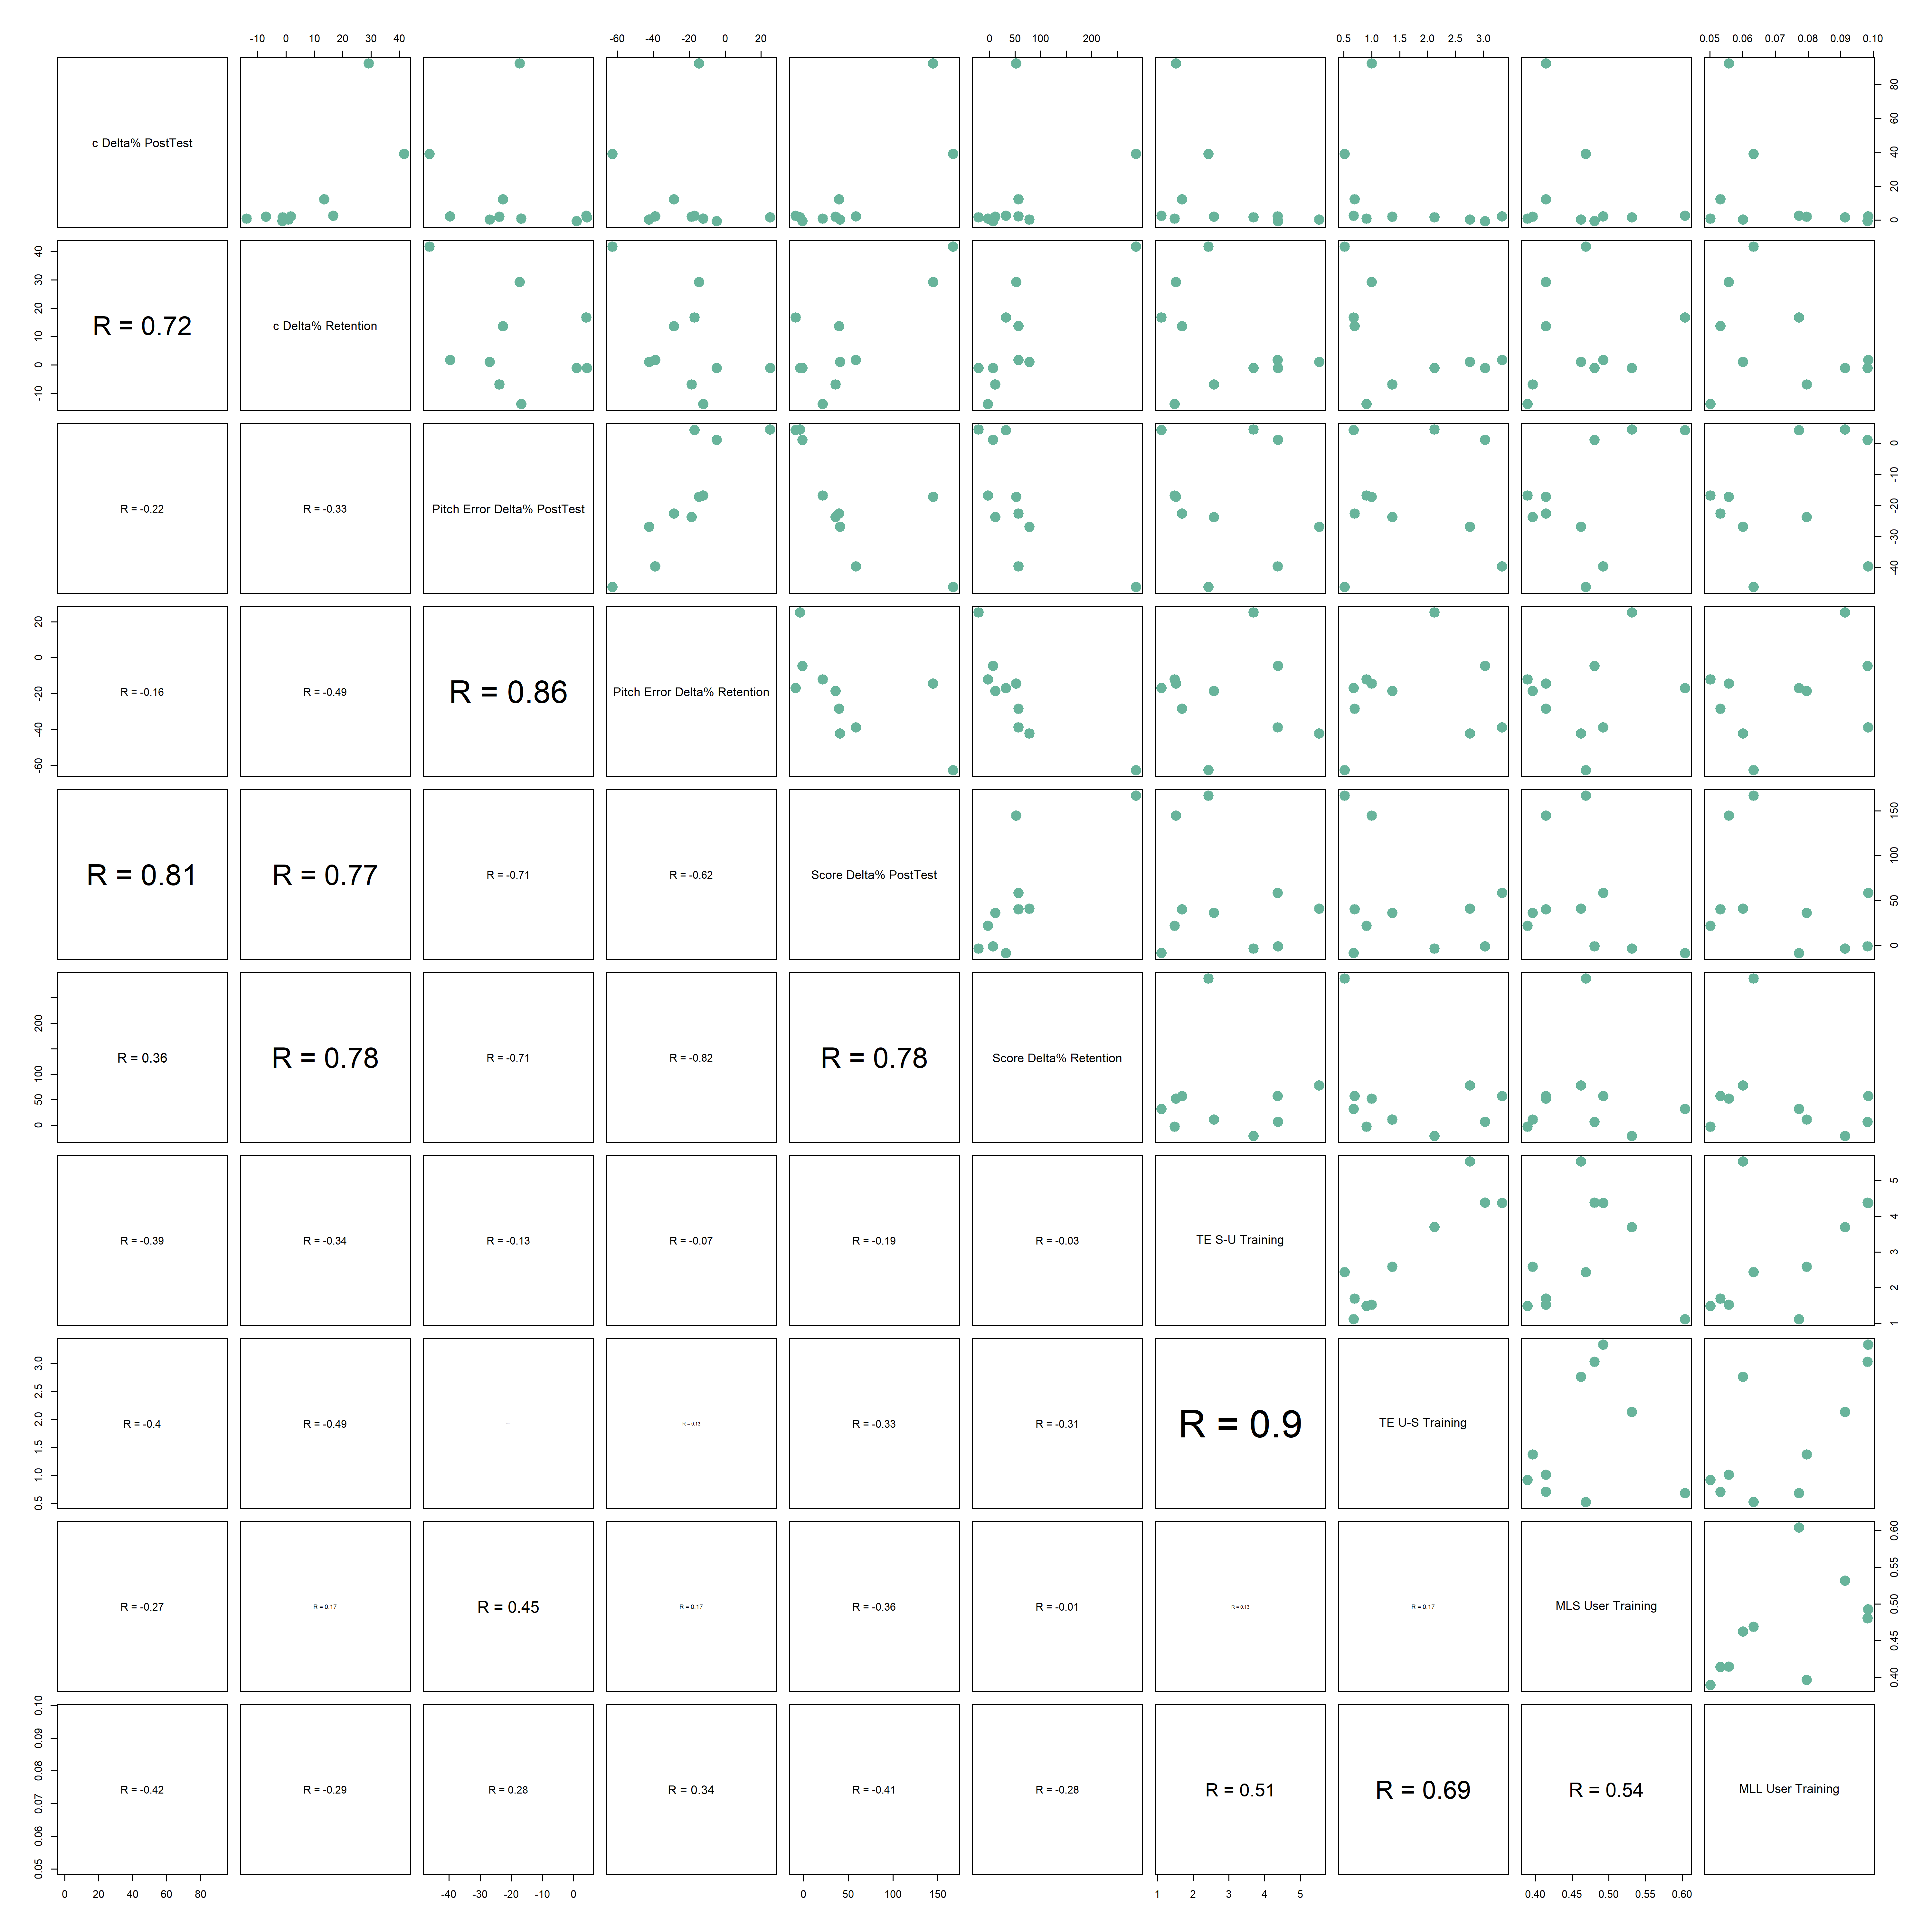 -10 0 10 20 30 40 -60 -40 -20 0 20 0 50 100 200 0.5 1.0 1.5 2.0 3.0 0.05 0.06 0.07 0.08 0.09 0.10
c Delta% PostTest 0 20 40 60 80
-10 0 10 20 30 40 R = 0.72 c Delta% Retention
R = -0.22 R = -0.33 Pitch Error Delta% PostTest -40 -30 -20 -10 0
-60 -40 -20 0 20 R = -0.16 R = -0.49 R = 0.86 Pitch Error Delta% Retention
R = 0.81 R = 0.77 R = -0.71 R = -0.62 Score Delta% PostTest 0 50 100 150
0 50 100 200 R = 0.36 R = 0.78 R = -0.71 R = -0.82 R = 0.78 Score Delta% Retention
R = -0.39 R = -0.34 R = -0.13 R = -0.07 R = -0.19 R = -0.03 TE S-U Training 1 2 3 4 5
0.5 1.0 1.5 2.0 2.5 3.0 R = -0.4 R = -0.49 R = 0.13 R = -0.33 R = -0.31 R = 0.9 TE U-S Training
R = -0.27 R = 0.17 R = 0.45 R = 0.17 R = -0.36 R = -0.01 R = 0.13 R = 0.17 MLS User Training 0.40 0.45 0.50 0.55 0.60
0.05 0.06 0.07 0.08 0.09 0.10 R = -0.42 R = -0.29 R = 0.28 R = 0.34 R = -0.41 R = -0.28 R = 0.51 R = 0.69 R = 0.54 MLL User Training
0 20 40 60 80 -40 -30 -20 -10 0 0 50 100 150 1 2 3 4 5 0.40 0.45 0.50 0.55 0.60